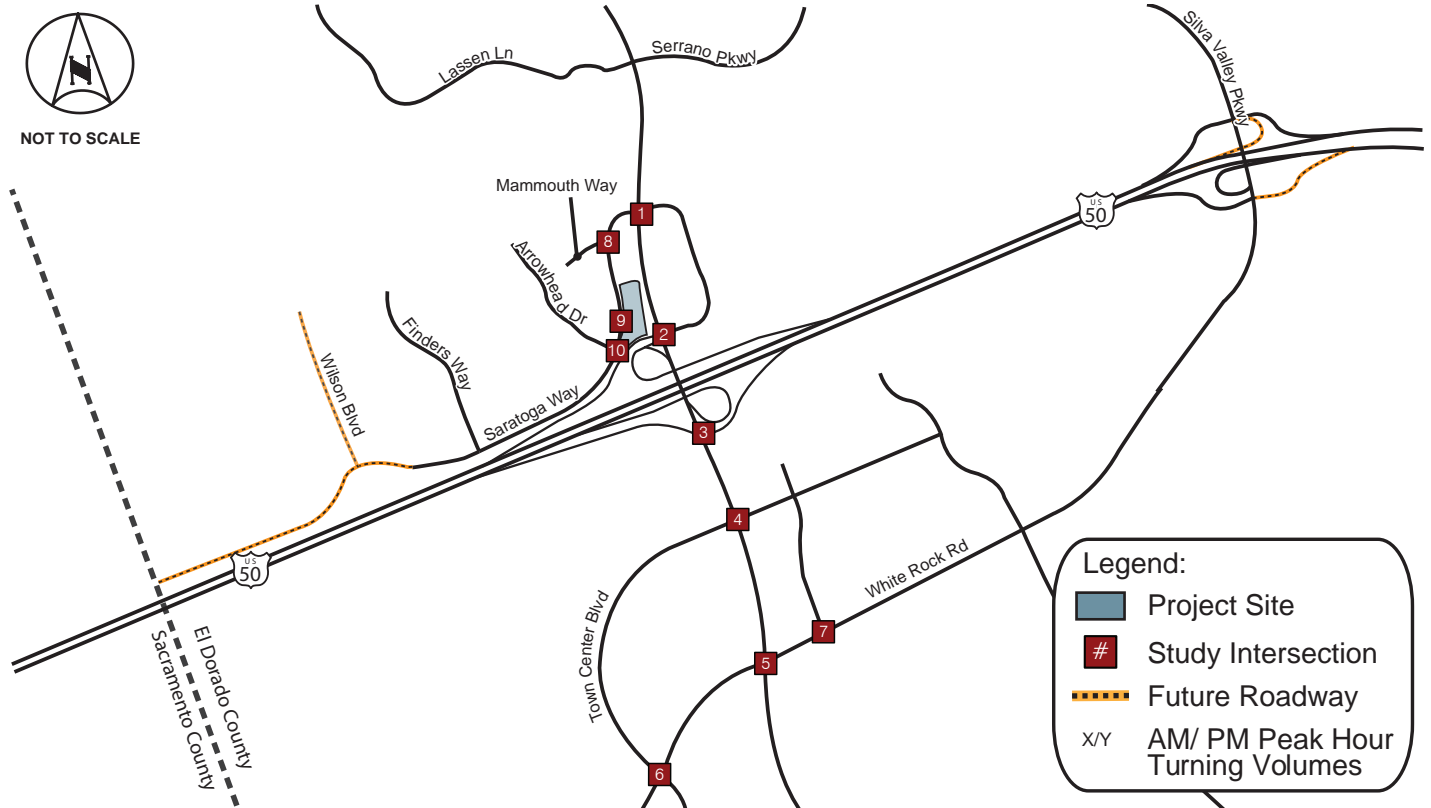 N
NOT TO SCALE
Lassen Ln
Serrano Pkwy
Silva Valley Pkwy
Mammouth Way
1
8
Arrowhead Dr
9
2
10
US
50
Finders Way
Wilson Blvd
Saratoga Way
3
4
US
50
White Rock Rd
Town Center Blvd
7
5
6
El Dorado County
Sacramento County
Legend:
Project Site
# Study Intersection
Future Roadway
X/Y AM/ PM Peak Hour
Turning Volumes